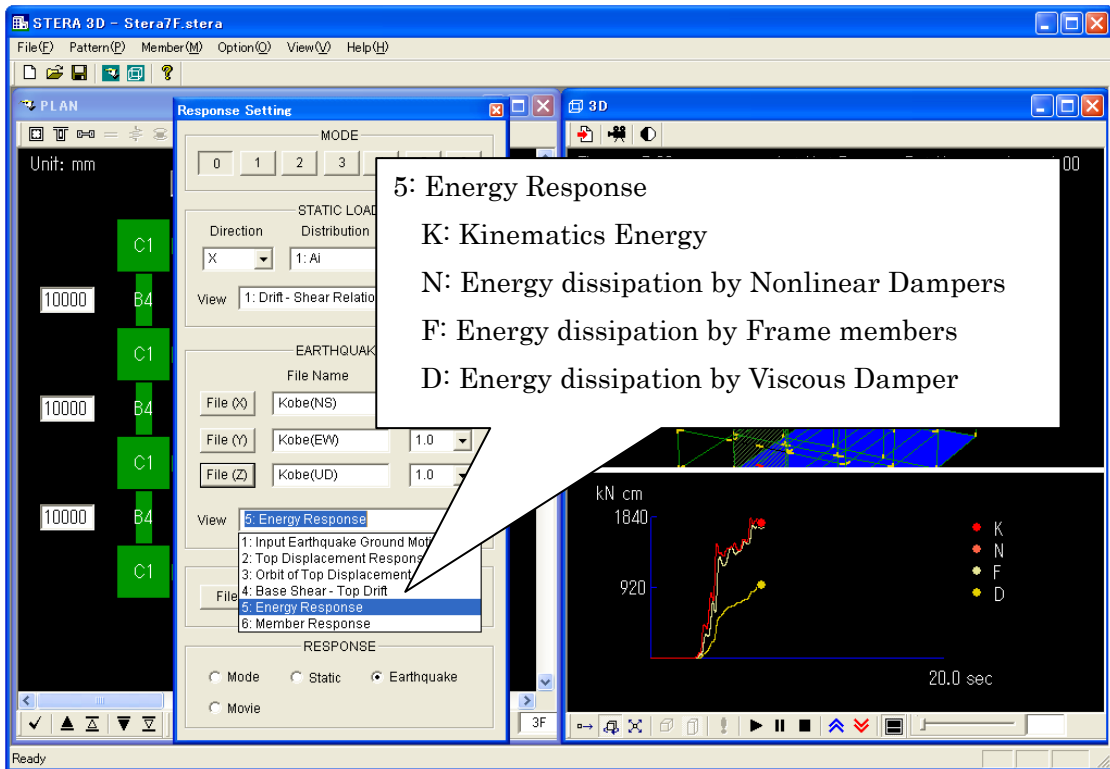 STERA 3D - Stera7F.stera
File(F) Pattern(P) Member(M) Option(O) View(V) Help(H)
PLAN
Unit: mm
C1
10000 B4
C1
10000 B4
C1
10000 B4
C1
3F
Response Setting
MODE
0 1 2 3
STATIC LOAD
Direction Distribution
X 1: Ai
View 1: Drift - Shear Relatio
EARTHQUAK
File Name
File (X) Kobe(NS)
File (Y) Kobe(EW) 1.0
File (Z) Kobe(UD) 1.0
View 5: Energy Response
1: Input Earthquake Ground Moti
2: Top Displacement Respons
3: Orbit of Top Displacement
4: Base Shear - Top Drift
5: Energy Response
6: Member Response
File
RESPONSE
Mode Static Earthquake
Movie
5: Energy Response
K: Kinematics Energy
N: Energy dissipation by Nonlinear Dampers
F: Energy dissipation by Frame members
D: Energy dissipation by Viscous Damper
3D
00
kN cm
1840
920
K
N
F
D
20.0 sec
Ready